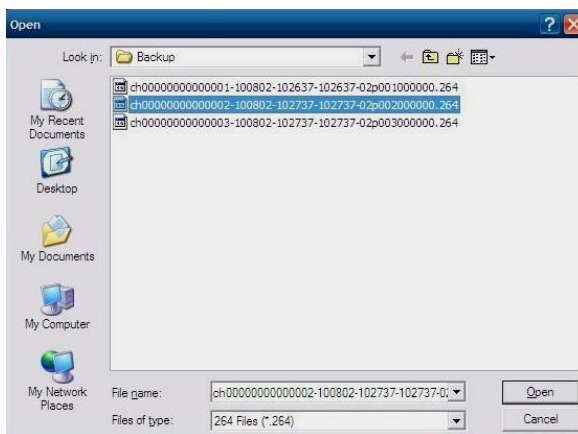 Open
Look in:
Backup
ch00000000000001-100802-102637-102637-02p001000000.264
ch00000000000002-100802-102737-102737-02p002000000.264
ch00000000000003-100802-102737-102737-02p003000000.264
My Recent
Documents
Desktop
My Documents
My Computer
My Network
Places
File name:
ch00000000000002-100802-102737-102737-02
Open
Files of type:
264 Files (*.264)
Cancel